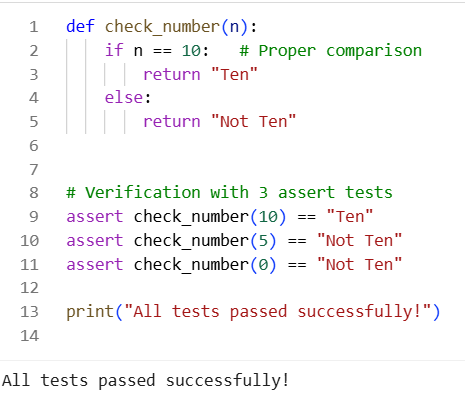 1 def check_number(n):
2     if n == 10:   # Proper comparison
3         return "Ten"
4     else:
5         return "Not Ten"
6
7
8 # Verification with 3 assert tests
9 assert check_number(10) == "Ten"
10 assert check_number(5) == "Not Ten"
11 assert check_number(0) == "Not Ten"
12
13 print("All tests passed successfully!")
14
All tests passed successfully!